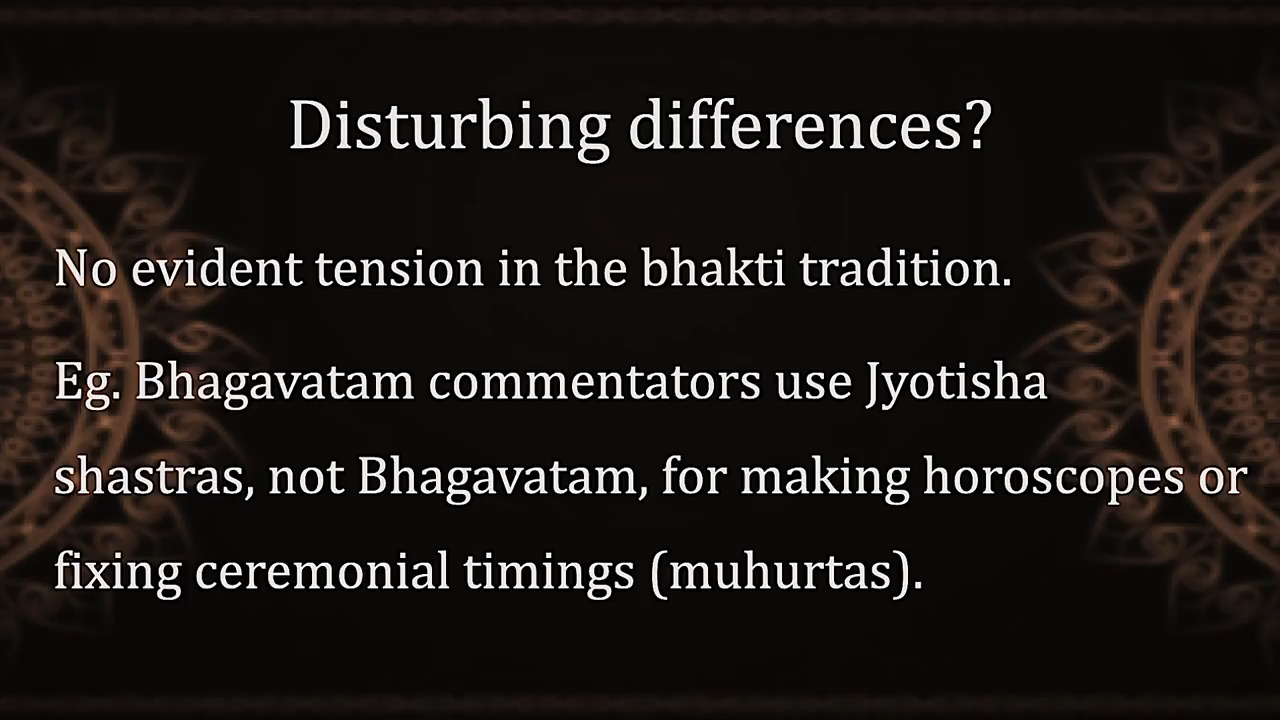 Disturbing differences?
No evident tension in the bhakti tradition.
Eg. Bhagavatam commentators use Jyotisha
shastras, not Bhagavatam, for making horoscopes or
fixing ceremonial timings (muhurtas).